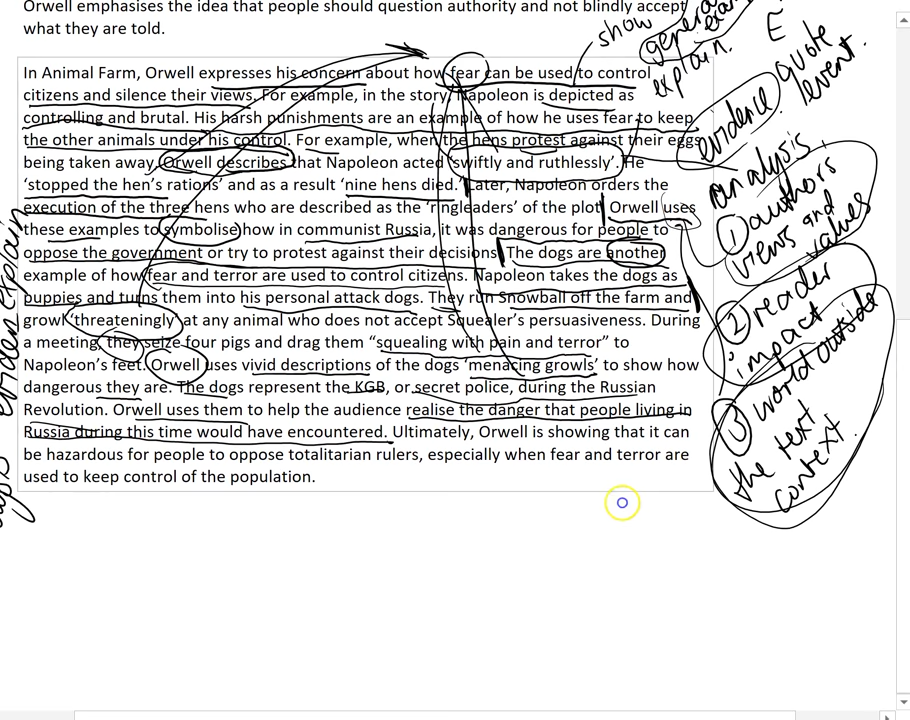 Orwell emphasises the idea that people should question authority and not blindly accept
what they are told.
show
general
explain.
E
quote
event.
evidence
In Animal Farm, Orwell expresses his concern about how fear can be used to control
citizens and silence their views. For example, in the story, Napoleon is depicted as
controlling and brutal. His harsh punishments are an example of how he uses fear to keep
the other animals under his control. For example, when the hens protest against their eggs
being taken away, Orwell describes that Napoleon acted 'swiftly and ruthlessly'. He
'stopped the hen's rations' and as a result 'nine hens died.' Later, Napoleon orders the
execution of the three hens who are described as the 'ringleaders' of the plot. Orwell uses
these examples to symbolise how in communist Russia, it was dangerous for people to
oppose the government or try to protest against their decisions. The dogs are another
example of how fear and terror are used to control citizens. Napoleon takes the dogs as
puppies and turns them into his personal attack dogs. They run Snowball off the farm and
growl 'threateningly' at any animal who does not accept Squealer's persuasiveness. During
a meeting, they seize four pigs and drag them "squealing with pain and terror" to
Napoleon's feet. Orwell uses vivid descriptions of the dogs 'menacing growls' to show how
dangerous they are. The dogs represent the KGB, or secret police, during the Russian
Revolution. Orwell uses them to help the audience realise the danger that people living in
Russia during this time would have encountered. Ultimately, Orwell is showing that it can
be hazardous for people to oppose totalitarian rulers, especially when fear and terror are
used to keep control of the population.
analysis
① authors
views and
values
② reader
impact
③ world outside
the text
context.
explain